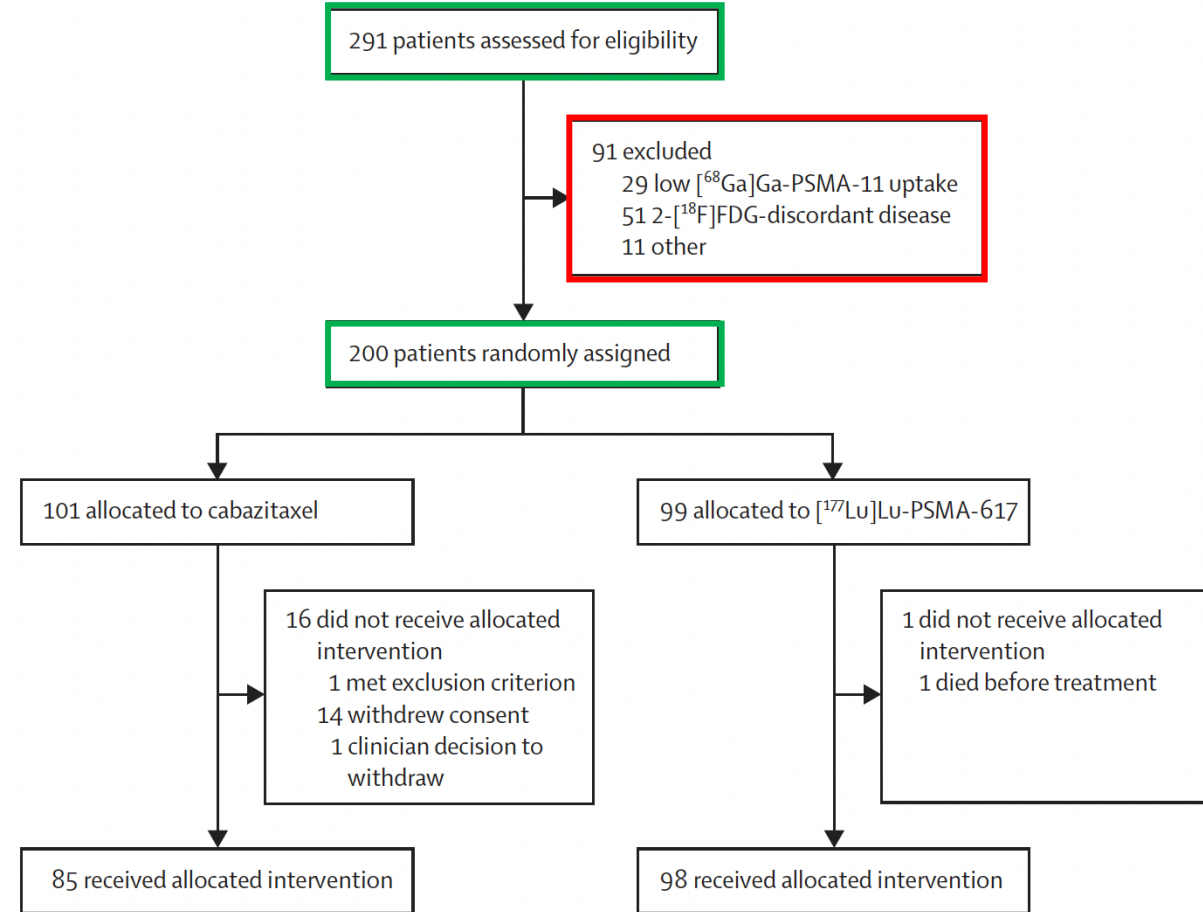 291 patients assessed for eligibility
91 excluded
29 low [⁶⁸Ga]Ga-PSMA-11 uptake
51 2-[¹⁸F]FDG-discordant disease
11 other
200 patients randomly assigned
101 allocated to cabazitaxel
99 allocated to [¹⁷⁷Lu]Lu-PSMA-617
16 did not receive allocated
intervention
1 met exclusion criterion
14 withdrew consent
1 clinician decision to
withdraw
1 did not receive allocated
intervention
1 died before treatment
85 received allocated intervention
98 received allocated intervention